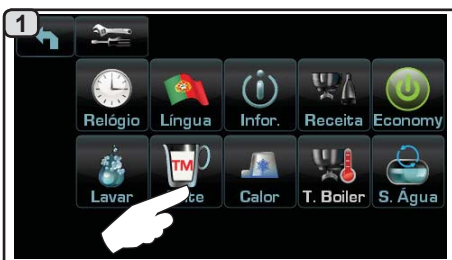 1
Relógio Língua Infor. Receita Economy
TM
Lavar Calor T. Boiler S. Água